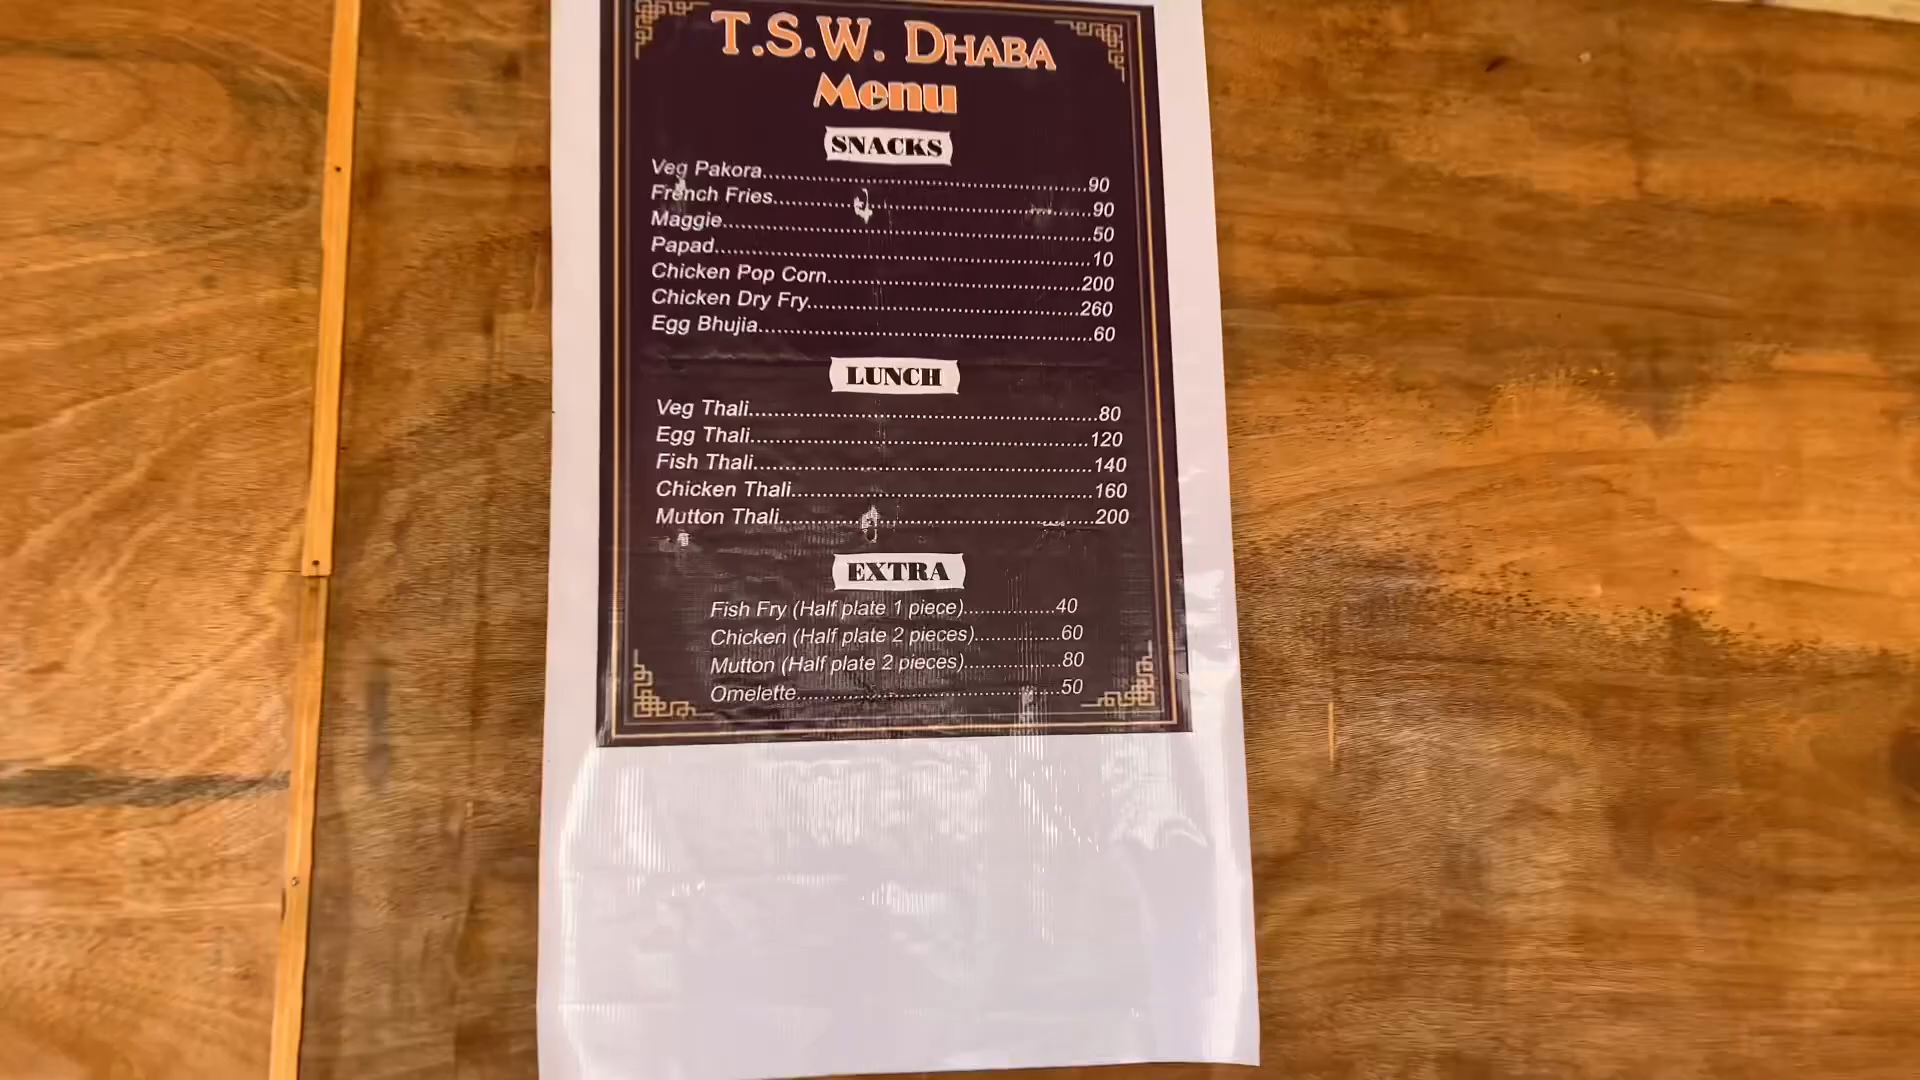 T.S.W. DHABA
Menu
SNACKS
Veg Pakora....90
French Fries....90
Maggie....50
Papad....10
Chicken Pop Corn....200
Chicken Dry Fry....260
Egg Bhujia....60
LUNCH
Veg Thali....80
Egg Thali....120
Fish Thali....140
Chicken Thali....160
Mutton Thali....200
EXTRA
Fish Fry (Half plate 1 piece)....40
Chicken (Half plate 2 pieces)....60
Mutton (Half plate 2 pieces)....80
Omelette....50